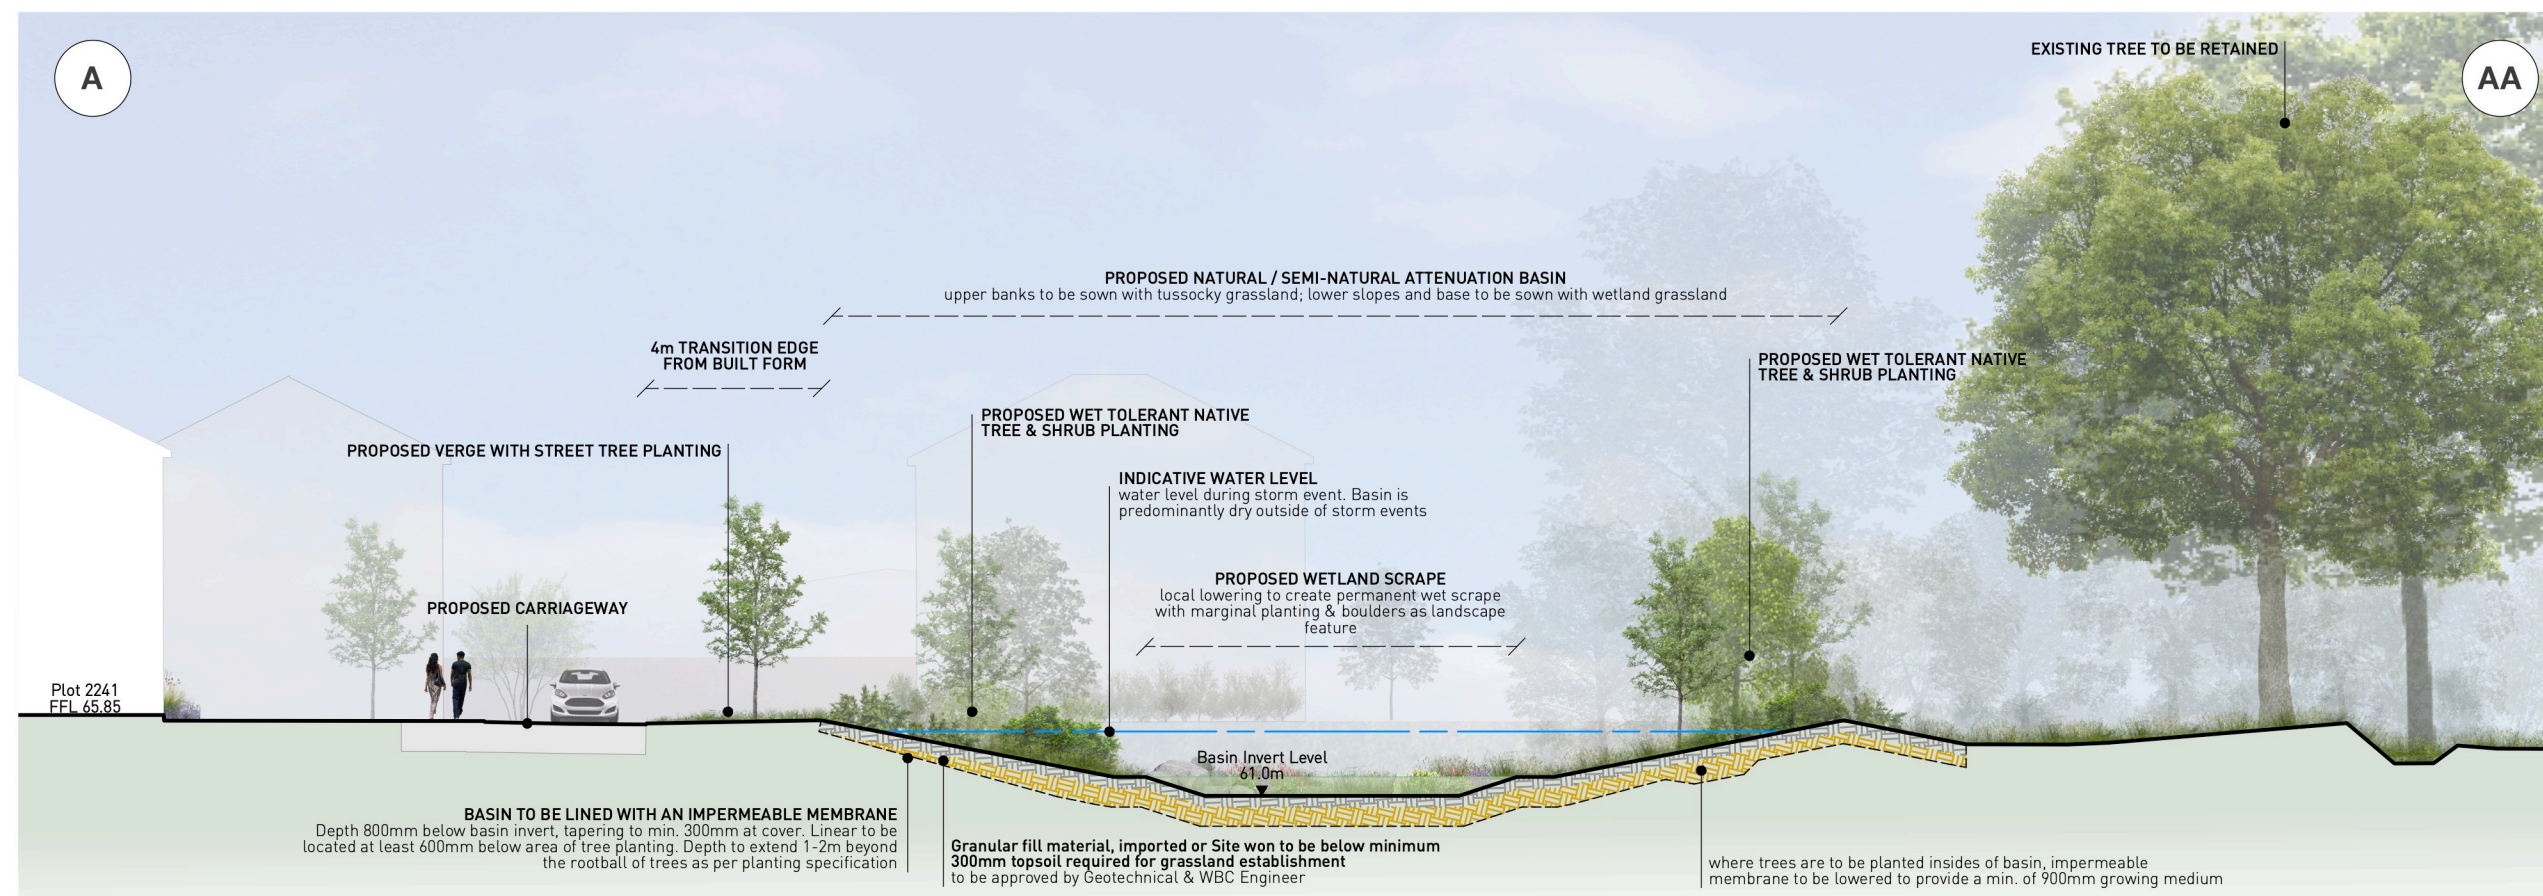 A
AA
EXISTING TREE TO BE RETAINED
PROPOSED NATURAL / SEMI-NATURAL ATTENUATION BASIN
upper banks to be sown with tussocky grassland; lower slopes and base to be sown with wetland grassland
4m TRANSITION EDGE
FROM BUILT FORM
PROPOSED WET TOLERANT NATIVE
TREE & SHRUB PLANTING
PROPOSED WET TOLERANT NATIVE
TREE & SHRUB PLANTING
PROPOSED VERGE WITH STREET TREE PLANTING
INDICATIVE WATER LEVEL
water level during storm event. Basin is
predominantly dry outside of storm events
PROPOSED WETLAND SCRAPE
local lowering to create permanent wet scrape
with marginal planting & boulders as landscape
feature
PROPOSED CARRIAGEWAY
Plot 2241
FFL 65.85
Basin Invert Level
61.0m
BASIN TO BE LINED WITH AN IMPERMEABLE MEMBRANE
Depth 800mm below basin invert, tapering to min. 300mm at cover. Linear to be
located at least 600mm below area of tree planting. Depth to extend 1-2m beyond
the rootball of trees as per planting specification
Granular fill material, imported or Site won to be below minimum
300mm topsoil required for grassland establishment
to be approved by Geotechnical & WBC Engineer
where trees are to be planted insides of basin, impermeable
membrane to be lowered to provide a min. of 900mm growing medium